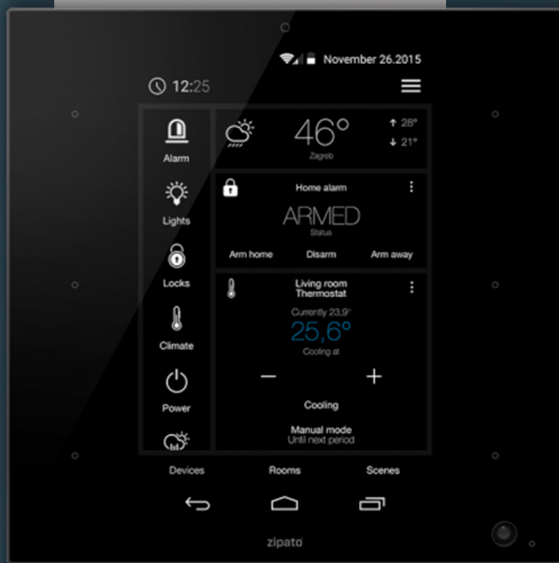 November 26.2015
12:25
Alarm
Lights
Locks
Climate
Power
46°
28°
21°
Zagreb
Home alarm
ARMED
Status
Arm home Disarm Arm away
Living room
Thermostat
Currently 23.9°
25,6°
Cooling at
− +
Cooling
Manual mode
Until next period
Devices Rooms Scenes
zipato